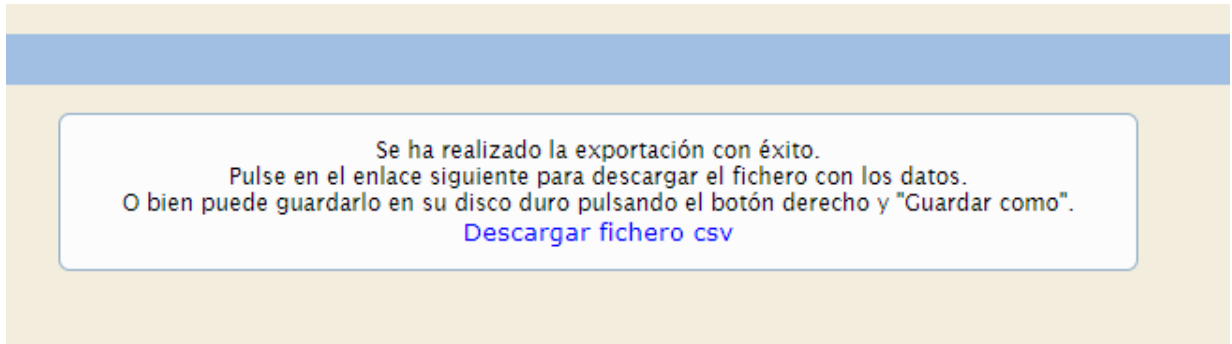 Se ha realizado la exportación con éxito.
Pulse en el enlace siguiente para descargar el fichero con los datos.
O bien puede guardarlo en su disco duro pulsando el botón derecho y "Guardar como".
Descargar fichero csv